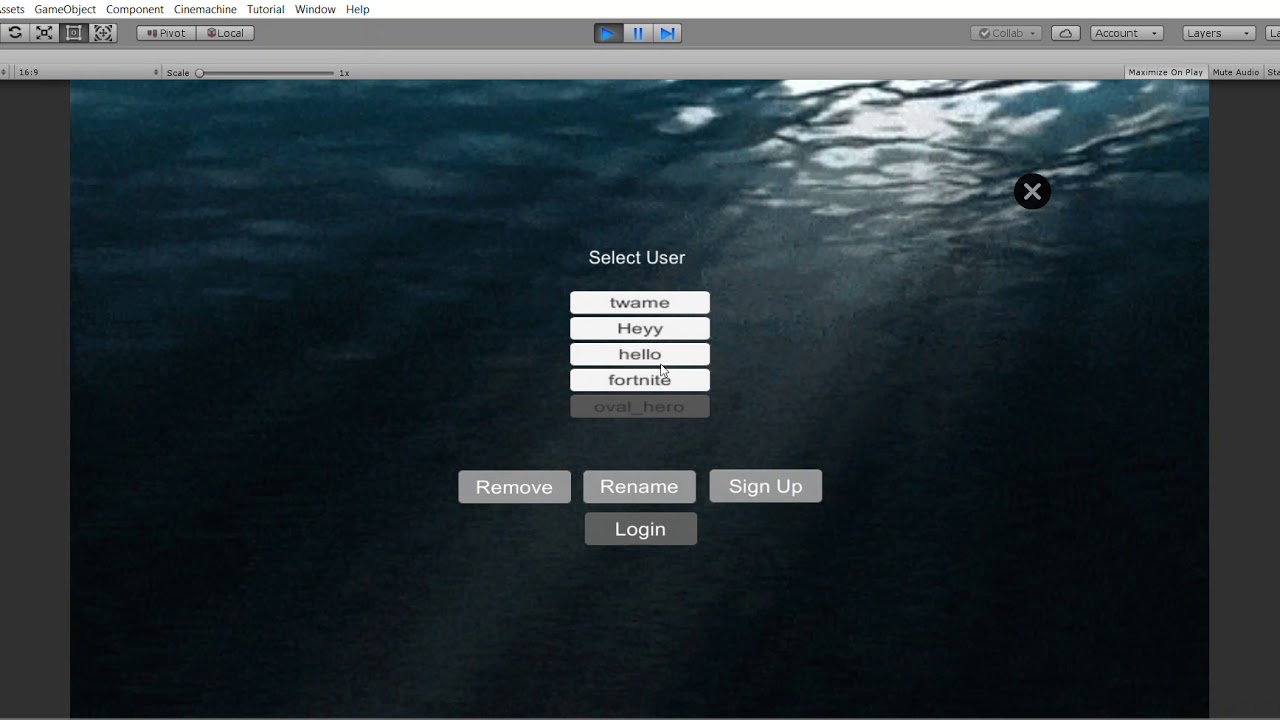 ssets GameObject Component Cinemachine Tutorial Window Help
Pivot Local Collab Account Layers La
16:9 Scale 1x Maximize On Play Mute Audio Sta
Select User
twame
Heyy
hello
fortnite
oval_hero
Remove Rename Sign Up
Login